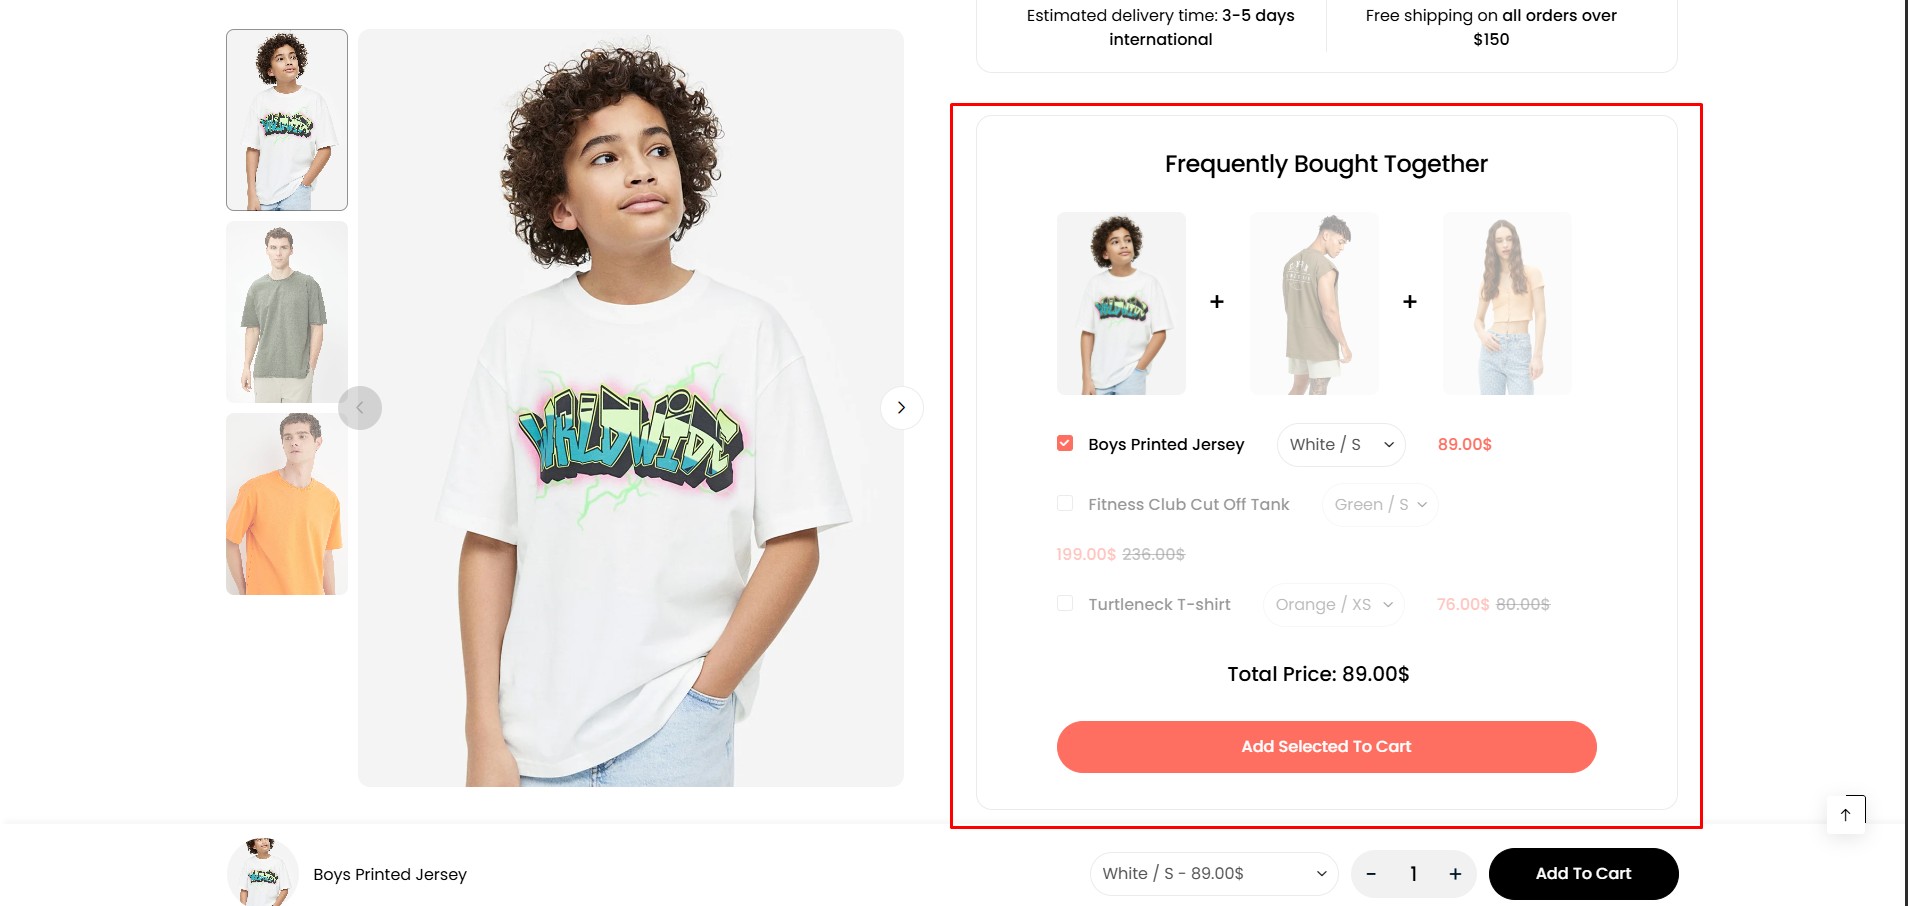 Estimated delivery time: 3-5 days
international
Free shipping on all orders over
$150
WRLDWIDE
Frequently Bought Together
+
+
Boys Printed Jersey
White / S
89.00$
Fitness Club Cut Off Tank
Green / S
199.00$ 236.00$
Turtleneck T-shirt
Orange / XS
76.00$ 80.00$
Total Price: 89.00$
Add Selected To Cart
Boys Printed Jersey
White / S - 89.00$
- 1 +
Add To Cart